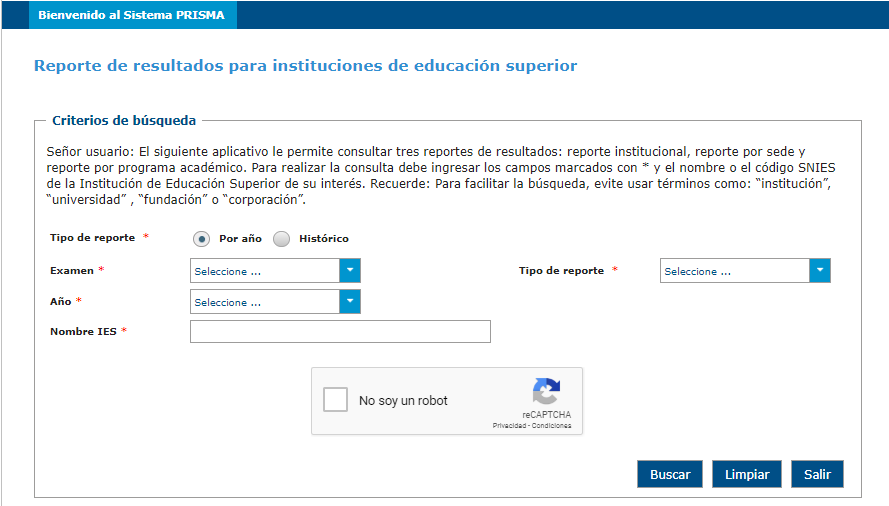 Bienvenido al Sistema PRISMA
Reporte de resultados para instituciones de educación superior
Criterios de búsqueda
Señor usuario: El siguiente aplicativo le permite consultar tres reportes de resultados: reporte institucional, reporte por sede y
reporte por programa académico. Para realizar la consulta debe ingresar los campos marcados con * y el nombre o el código SNIES
de la Institución de Educación Superior de su interés. Recuerde: Para facilitar la búsqueda, evite usar términos como: “institución”,
“universidad” , “fundación” o “corporación”.
Tipo de reporte * Por año Histórico
Examen * Seleccione ... Tipo de reporte * Seleccione ...
Año * Seleccione ...
Nombre IES *
No soy un robot
reCAPTCHA
Privacidad - Condiciones
Buscar Limpiar Salir